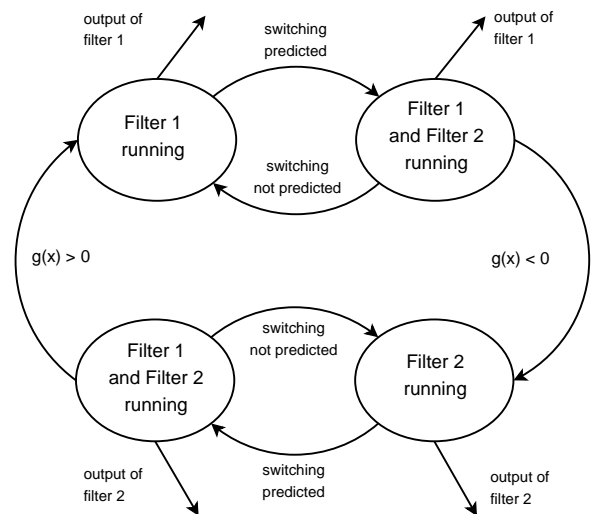 output of
filter 1
switching
predicted
output of
filter 1
Filter 1
running
Filter 1
and Filter 2
running
switching
not predicted
g(x) > 0
g(x) < 0
switching
not predicted
Filter 1
and Filter 2
running
Filter 2
running
switching
predicted
output of
filter 2
output of
filter 2